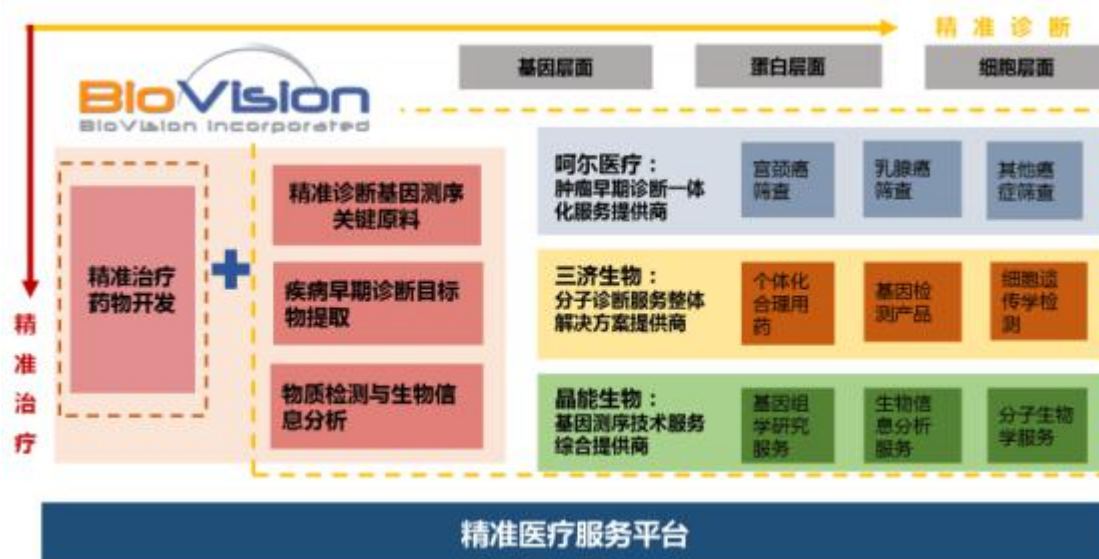 精准诊断
基因层面
蛋白层面
细胞层面
BioVision
BioVision Incorporated
精准治疗
精准治疗
药物开发
+
精准诊断基因测序
关键原料
疾病早期诊断目标
物提取
物质检测与生物信
息分析
呵尔医疗：
肿瘤早期诊断一体
化服务提供商
宫颈癌
筛查
乳腺癌
筛查
其他癌
症筛查
三济生物：
分子诊断服务整体
解决方案提供商
个体化
合理用
药
基因检
测产品
细胞遗
传学检
测
晶能生物：
基因测序技术服务
综合提供商
基因组
学研究
服务
生物信
息分析
服务
分子生物
学服务
精准医疗服务平台